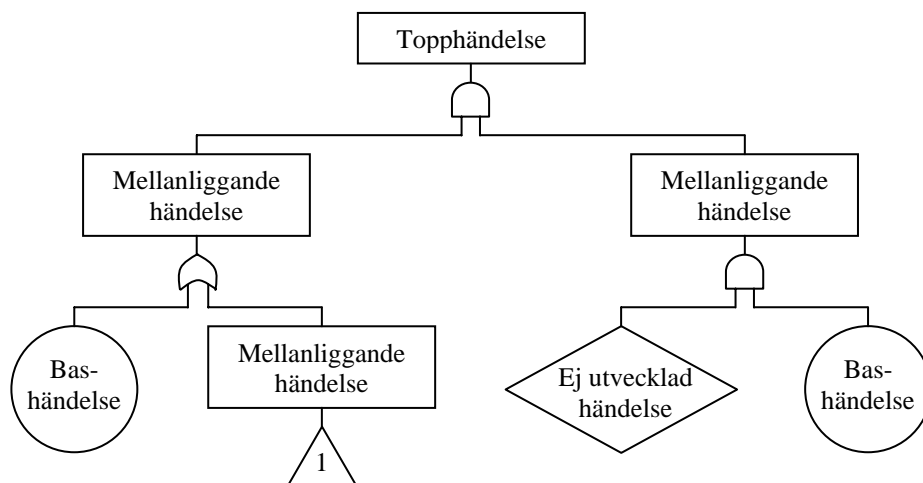 Topphändelse
Mellanliggande
händelse
Mellanliggande
händelse
Bas-
händelse
Mellanliggande
händelse
Ej utvecklad
händelse
Bas-
händelse
1